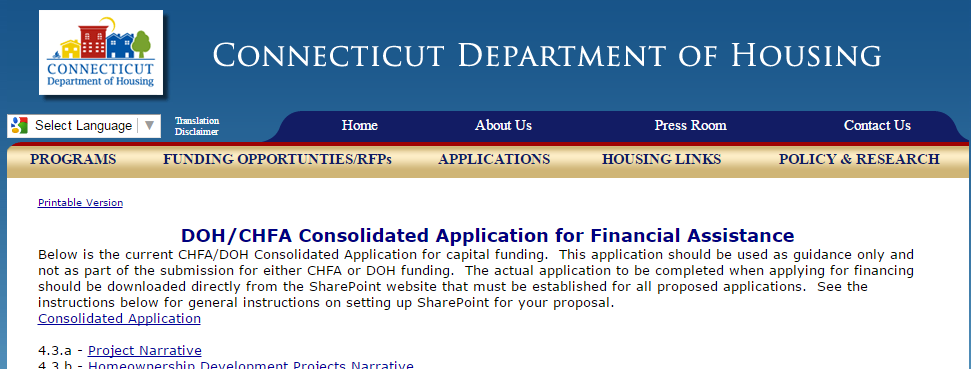 CONNECTICUT
Department of Housing
CONNECTICUT DEPARTMENT OF HOUSING
Select Language ▼
Translation
Disclaimer
Home About Us Press Room Contact Us
PROGRAMS FUNDING OPPORTUNTIES/RFPs APPLICATIONS HOUSING LINKS POLICY & RESEARCH
Printable Version
DOH/CHFA Consolidated Application for Financial Assistance
Below is the current CHFA/DOH Consolidated Application for capital funding.  This application should be used as guidance only and
not as part of the submission for either CHFA or DOH funding.  The actual application to be completed when applying for financing
should be downloaded directly from the SharePoint website that must be established for all proposed applications.  See the
instructions below for general instructions on setting up SharePoint for your proposal.
Consolidated Application
4.3.a - Project Narrative
4.3.b - Homeownership Development Projects Narrative